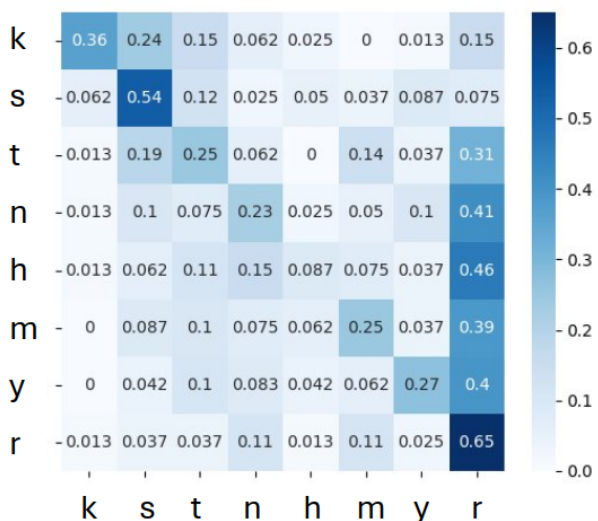 k 0.36 0.24 0.15 0.062 0.025 0 0.013 0.15
0.6
s 0.062 0.54 0.12 0.025 0.05 0.037 0.087 0.075
0.5
t 0.013 0.19 0.25 0.062 0 0.14 0.037 0.31
0.4
n 0.013 0.1 0.075 0.23 0.025 0.05 0.1 0.41
h 0.013 0.062 0.11 0.15 0.087 0.075 0.037 0.46
0.3
m 0 0.087 0.1 0.075 0.062 0.25 0.037 0.39
0.2
y 0 0.042 0.1 0.083 0.042 0.062 0.27 0.4
0.1
r 0.013 0.037 0.037 0.11 0.013 0.11 0.025 0.65
0.0
k s t n h m y r